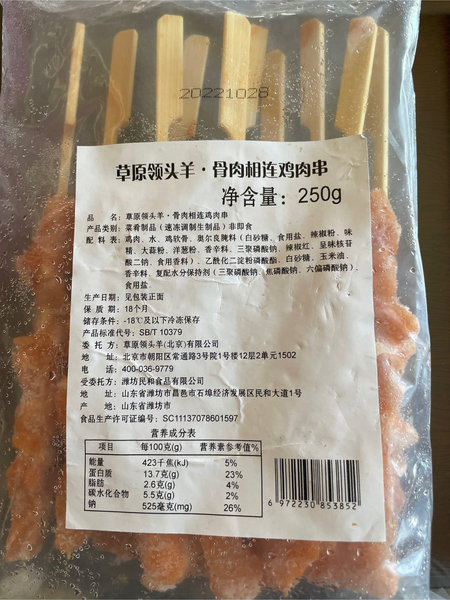 20221028
草原领头羊·骨肉相连鸡肉串
净含量：250g
品 名：草原领头羊·骨肉相连鸡肉串
产品类别：菜肴制品（速冻调制生制品）非即食
配 料 表：鸡肉、水、鸡软骨、奥尔良腌料（白砂糖、食用盐、辣椒粉、味
精、大蒜粉、洋葱粉、香辛料、三聚磷酸钠、辣椒红、呈味核苷
酸二钠、食用香料）、乙酰化二淀粉磷酸酯、白砂糖、玉米油、
香辛料、复配水分保持剂（三聚磷酸钠、焦磷酸钠、六偏磷酸钠）、
食用盐
生产日期：见包装正面
保 质 期：18个月
储存条件：-18℃及以下冷冻保存
产品标准代号：SB/T 10379
委 托 方：草原领头羊(北京)有限公司
地 址：北京市朝阳区常通路3号院1号楼12层2单元1502
电 话：400-036-9779
受委托方：潍坊民和食品有限公司
地 址：山东省潍坊市昌邑市石埠经济发展区民和大道1号
产 地：山东省潍坊市
食品生产许可证编号：SC11137078601597
营养成分表
项目 每100克(g) 营养素参考值%
能量 423千焦(kJ) 5%
蛋白质 13.7克(g) 23%
脂肪 2.6克(g) 4%
碳水化合物 5.5克(g) 2%
钠 525毫克(mg) 26%
6 972230 853852